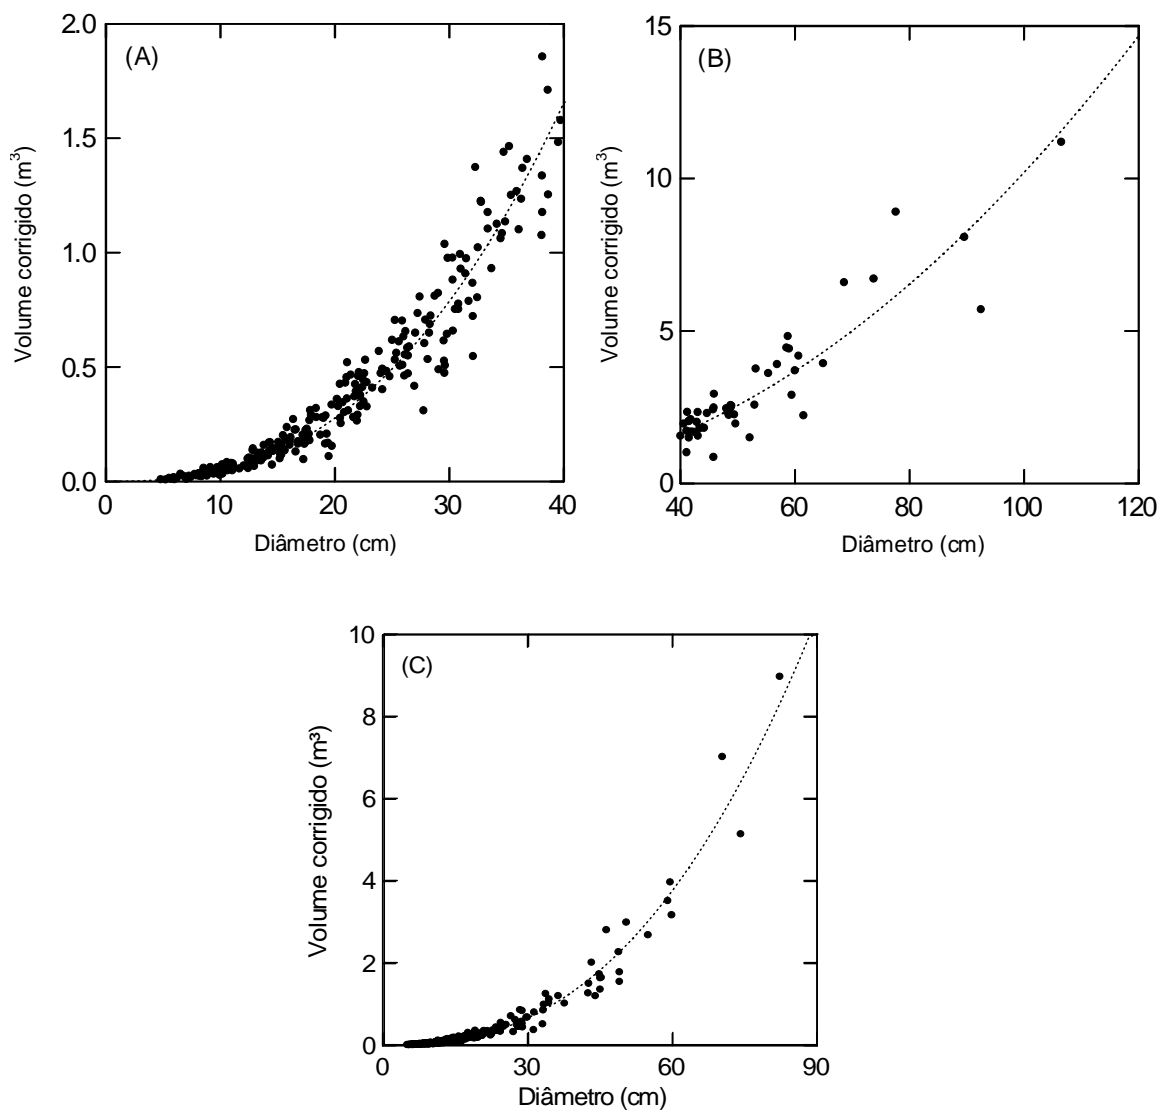 (A)
Volume corrigido (m³)
2.0
1.5
1.0
0.5
0.0
0 10 20 30 40
Diâmetro (cm)
(B)
Volume corrigido (m³)
15
10
5
0
40 60 80 100 120
Diâmetro (cm)
(C)
Volume corrigido (m³)
10
8
6
4
2
0
0 30 60 90
Diâmetro (cm)